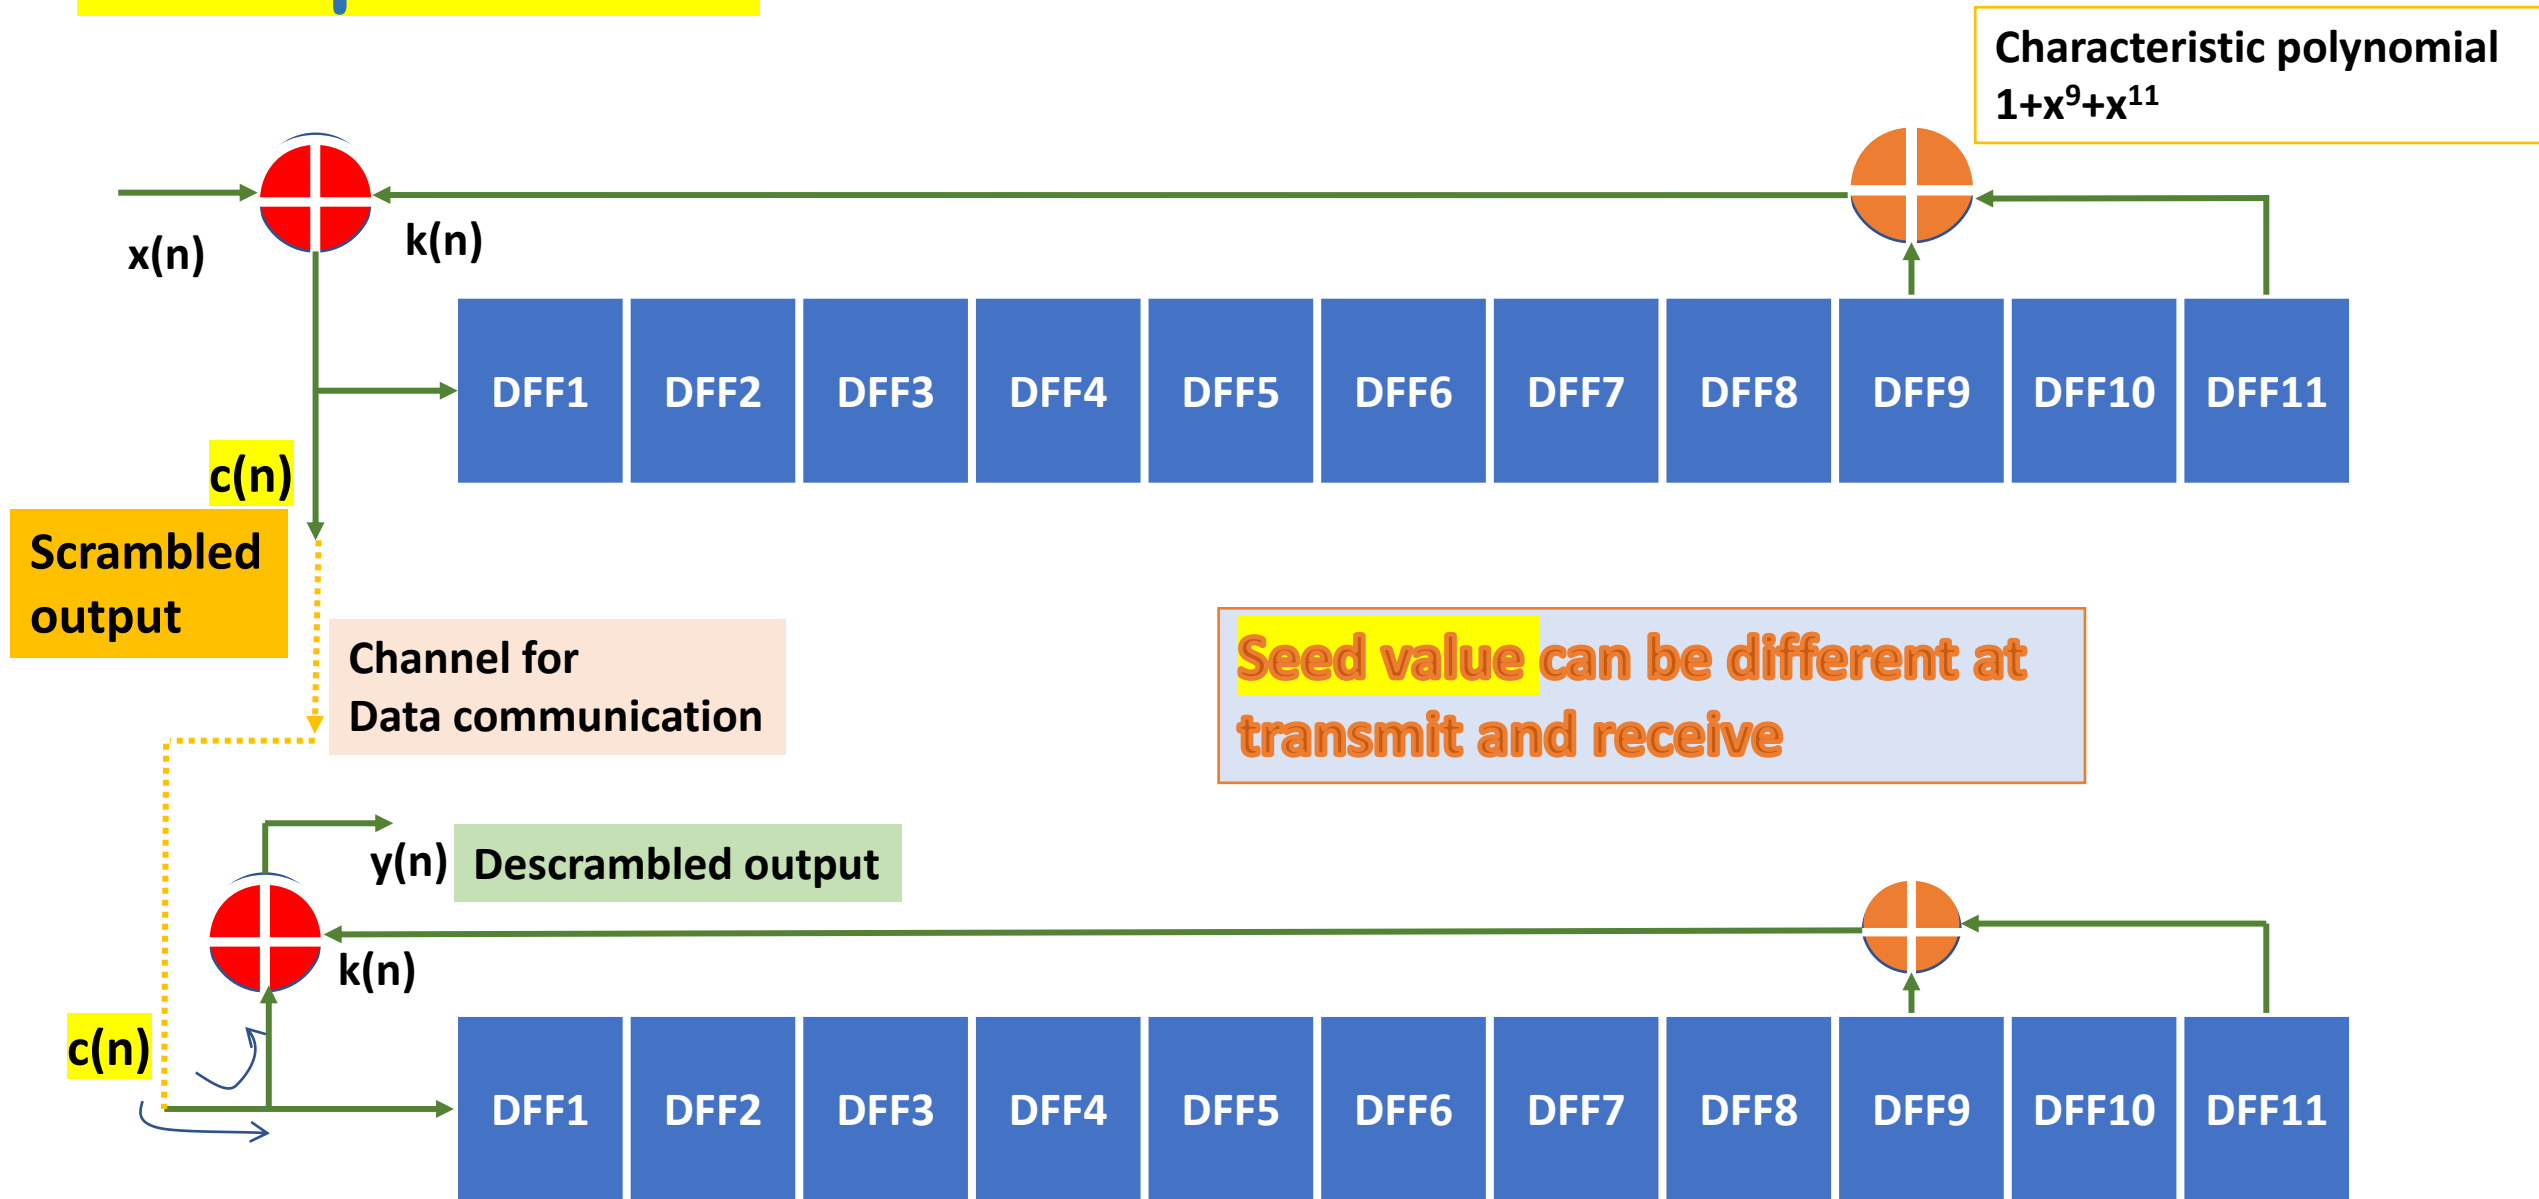 Characteristic polynomial
1+x⁹+x¹¹
x(n)
k(n)
DFF1 DFF2 DFF3 DFF4 DFF5 DFF6 DFF7 DFF8 DFF9 DFF10 DFF11
c(n)
Scrambled
output
Channel for
Data communication
Seed value can be different at
transmit and receive
y(n)
Descrambled output
k(n)
c(n)
DFF1 DFF2 DFF3 DFF4 DFF5 DFF6 DFF7 DFF8 DFF9 DFF10 DFF11